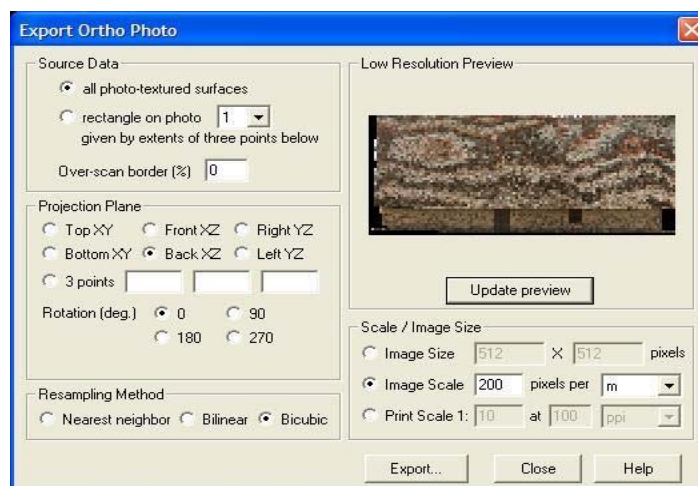 Export Ortho Photo
Source Data
all photo-textured surfaces
rectangle on photo 1
given by extents of three points below
Over-scan border (%) 0
Projection Plane
Top XY Front XZ Right YZ
Bottom XY Back XZ Left YZ
3 points
Rotation (deg.) 0 90
180 270
Resampling Method
Nearest neighbor Bilinear Bicubic
Low Resolution Preview
Update preview
Scale / Image Size
Image Size 512 X 512 pixels
Image Scale 200 pixels per m
Print Scale 1: 10 at 100 ppi
Export... Close Help